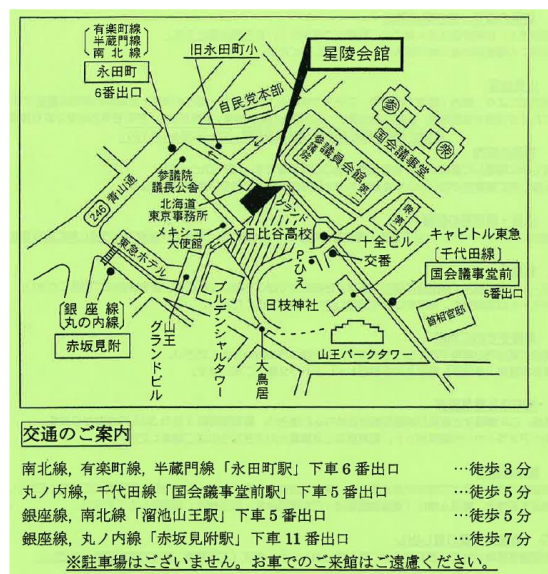 有楽町線
半蔵門線
南北線
永田町
6番出口
旧永田町小
星陵会館
自民党本部
参
衆
国会議事堂
参議院
議員会館
衆第一
第二
参議院
議長公舎
北海道
東京事務所
メキシコ
大使館
グランド
日比谷高校
十全ビル
交番
キャピトル東急
千代田線
国会議事堂前
5番出口
246
青山通
東急ホテル
銀座線
丸の内線
赤坂見附
山王
グランドビル
プルデンシャルタワー
大鳥居
P.ひえ
日枝神社
山王パークタワー
首相官邸
交通のご案内
南北線, 有楽町線, 半蔵門線「永田町駅」下車6番出口 …徒歩3分
丸ノ内線, 千代田線「国会議事堂前駅」下車5番出口 …徒歩5分
銀座線, 南北線「溜池山王駅」下車5番出口 …徒歩5分
銀座線, 丸ノ内線「赤坂見附駅」下車11番出口 …徒歩7分
※駐車場はございません。お車でのご来館はご遠慮ください。